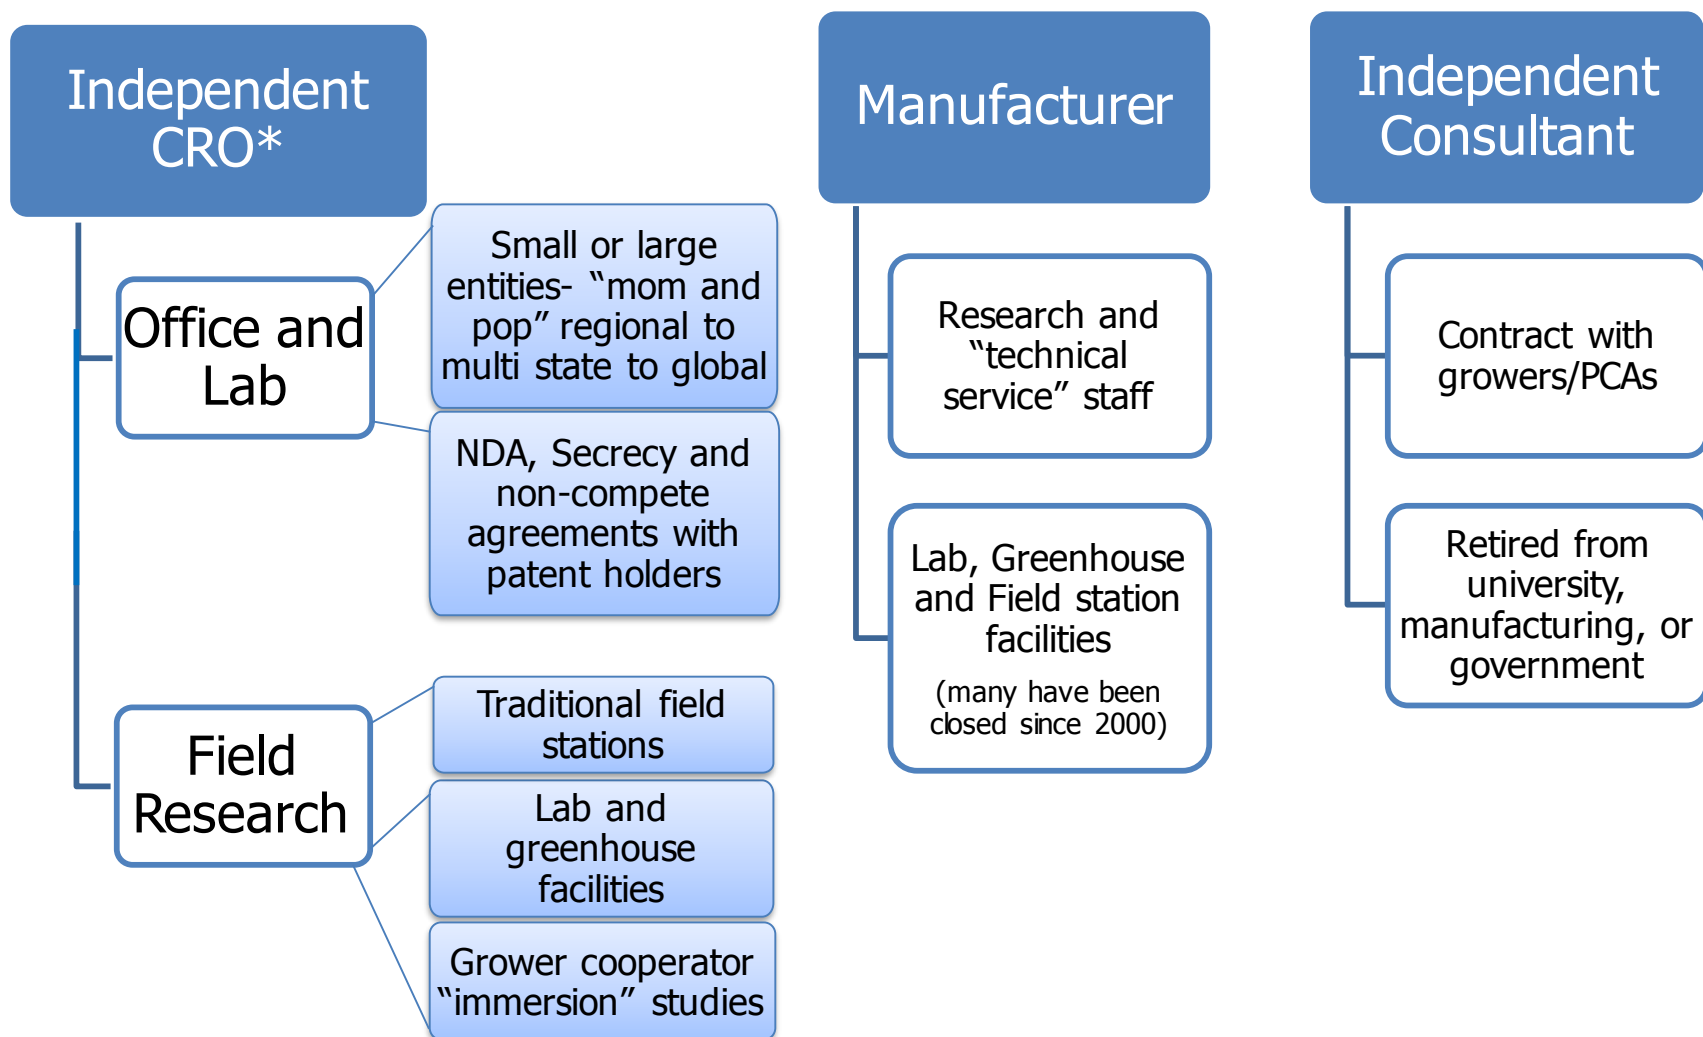 Independent
CRO*
Office and
Lab
Small or large
entities- “mom and
pop” regional to
multi state to global
NDA, Secrecy and
non-compete
agreements with
patent holders
Field
Research
Traditional field
stations
Lab and
greenhouse
facilities
Grower cooperator
“immersion” studies
Manufacturer
Research and
“technical
service” staff
Lab, Greenhouse
and Field station
facilities
(many have been
closed since 2000)
Independent
Consultant
Contract with
growers/PCAs
Retired from
university,
manufacturing, or
government